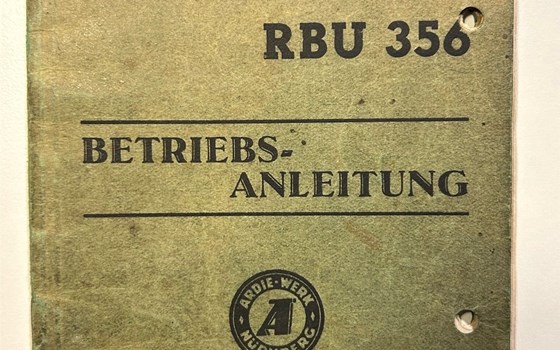 RBU 356
BETRIEBS-
ANLEITUNG
ARDIE-WERK
A
NÜRNBERG